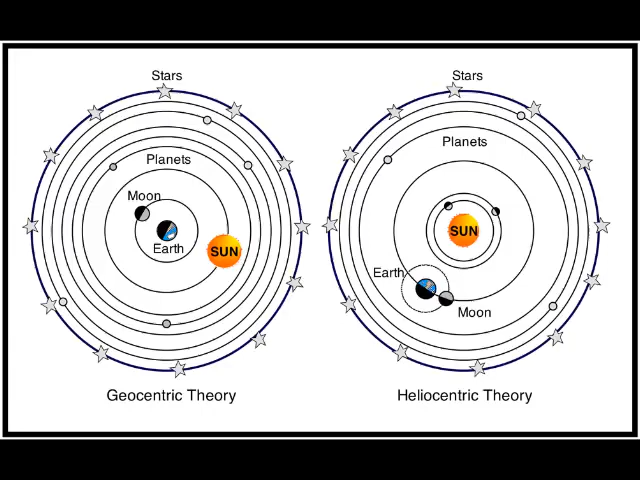 Stars
Planets
Moon
Earth
SUN
Geocentric Theory
Stars
Planets
SUN
Earth
Moon
Heliocentric Theory